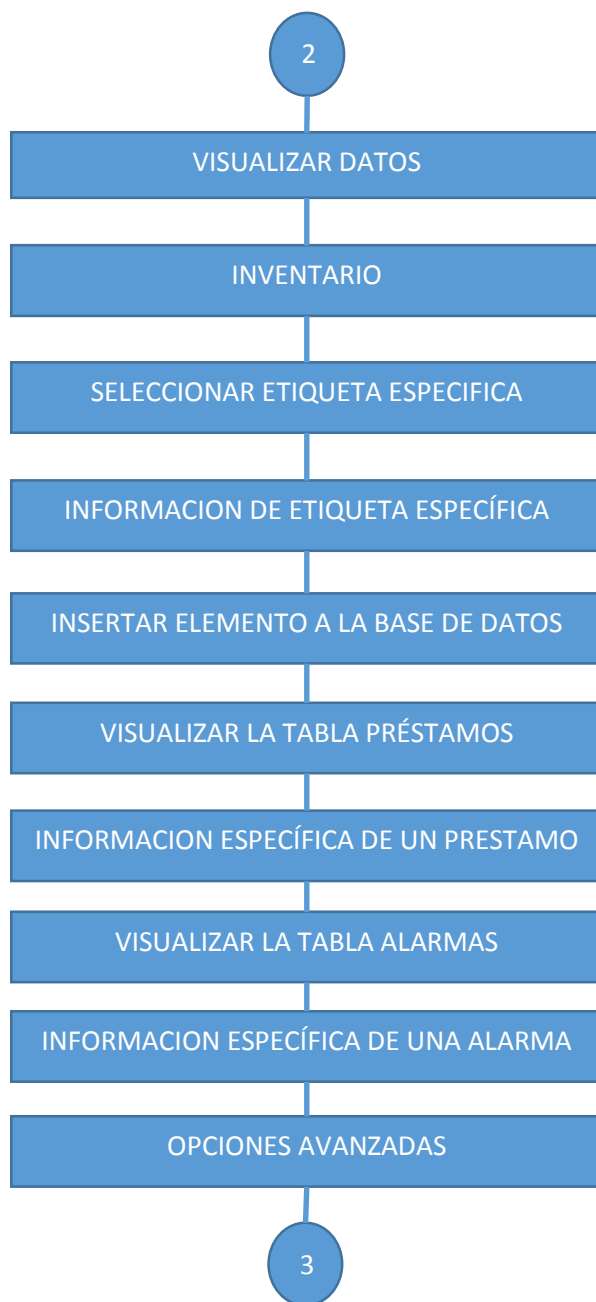 2
VISUALIZAR DATOS
INVENTARIO
SELECCIONAR ETIQUETA ESPECIFICA
INFORMACION DE ETIQUETA ESPECÍFICA
INSERTAR ELEMENTO A LA BASE DE DATOS
VISUALIZAR LA TABLA PRÉSTAMOS
INFORMACION ESPECÍFICA DE UN PRESTAMO
VISUALIZAR LA TABLA ALARMAS
INFORMACION ESPECÍFICA DE UNA ALARMA
OPCIONES AVANZADAS
3